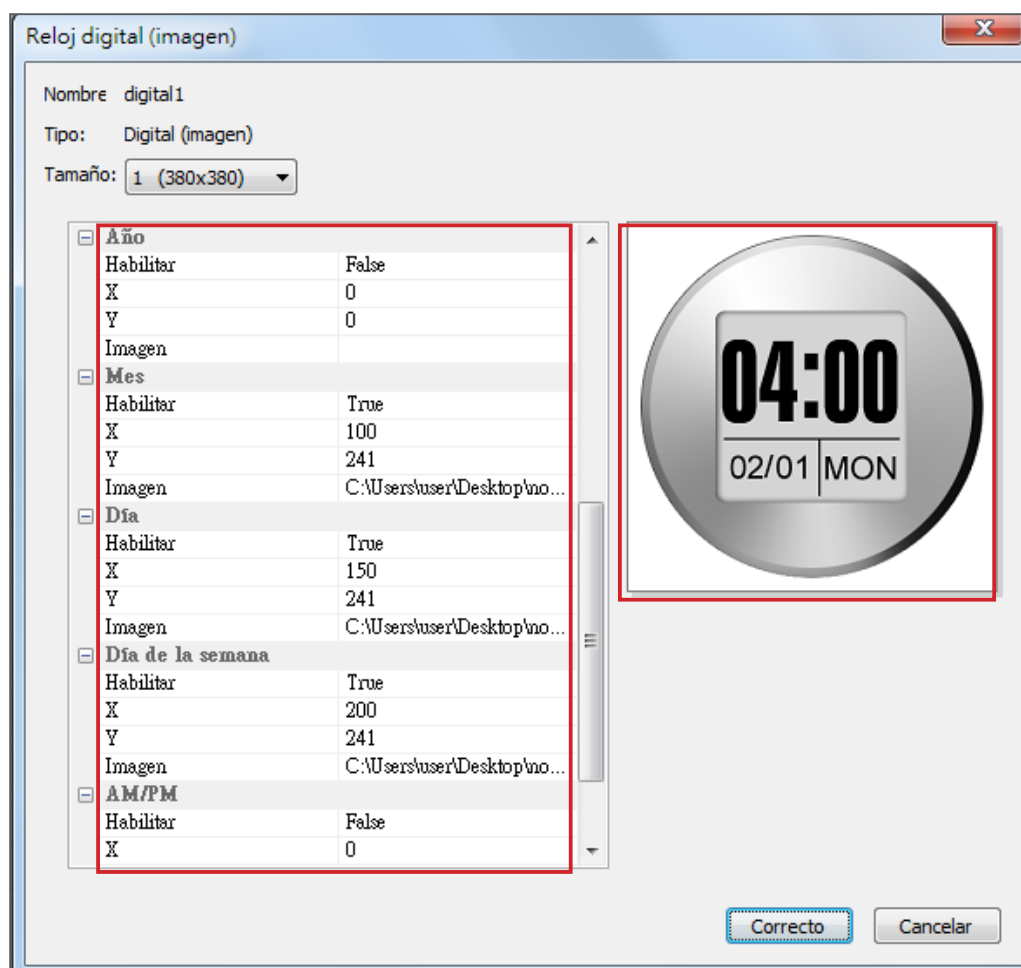 Reloj digital (imagen)
Nombre digital1
Tipo: Digital (imagen)
Tamaño: 1 (380x380)
Año
Habilitar False
X 0
Y 0
Imagen
Mes
Habilitar True
X 100
Y 241
Imagen C:\Users\user\Desktop\no...
Día
Habilitar True
X 150
Y 241
Imagen C:\Users\user\Desktop\no...
Día de la semana
Habilitar True
X 200
Y 241
Imagen C:\Users\user\Desktop\no...
AM/PM
Habilitar False
X 0
04:00
02/01 MON
Correcto Cancelar